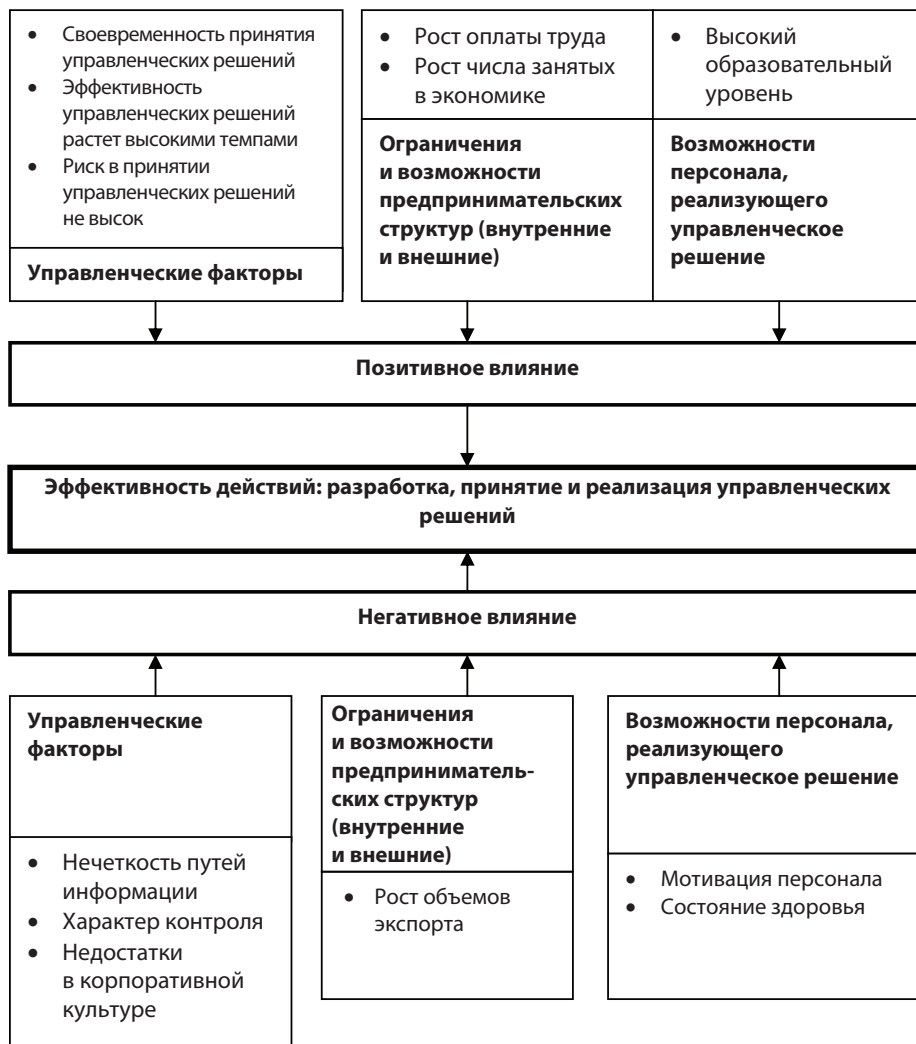 • Своевременность принятия
управленческих решений
• Эффективность
управленческих решений
растет высокими темпами
• Риск в принятии
управленческих решений
не высок
Управленческие факторы
• Рост оплаты труда
• Рост числа занятых
в экономике
Ограничения
и возможности
предпринимательских
структур (внутренние
и внешние)
• Высокий
образовательный
уровень
Возможности
персонала,
реализующего
управленческое
решение
Позитивное влияние
Эффективность действий: разработка, принятие и реализация управленческих
решений
Негативное влияние
Управленческие
факторы
• Нечеткость путей
информации
• Характер контроля
• Недостатки
в корпоративной
культуре
Ограничения
и возможности
предприниматель-
ских структур
(внутренние
и внешние)
• Рост объемов
экспорта
Возможности персонала,
реализующего
управленческое решение
• Мотивация персонала
• Состояние здоровья